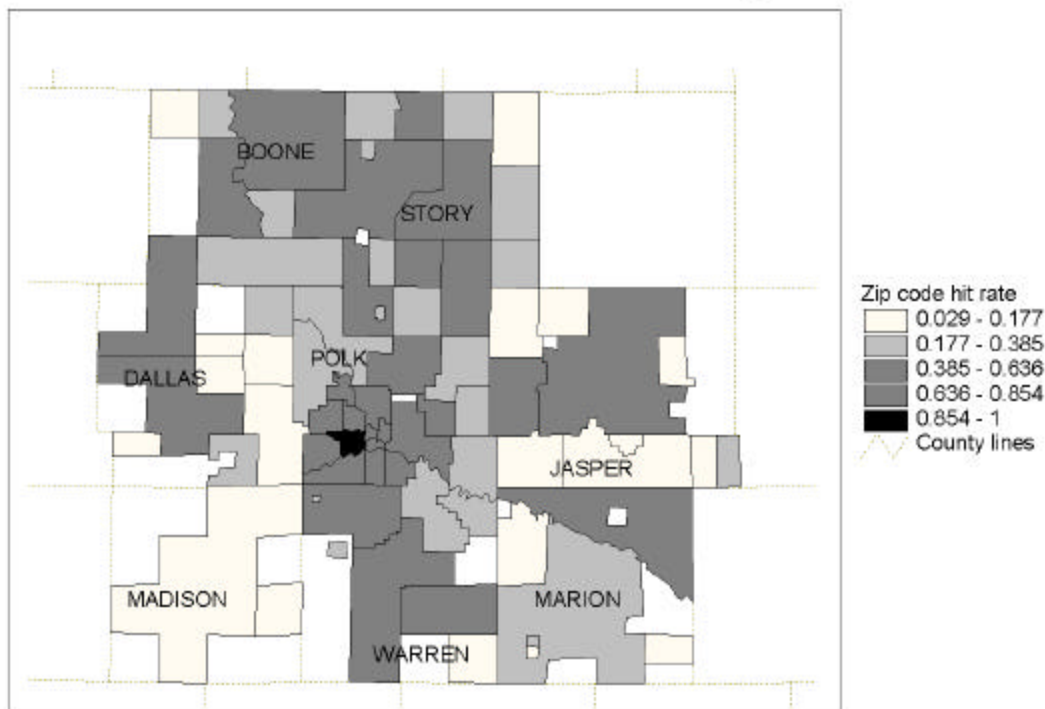 BOONE
STORY
POLK
DALLAS
JASPER
MADISON
MARION
WARREN
Zip code hit rate
0.029 - 0.177
0.177 - 0.385
0.385 - 0.636
0.636 - 0.854
0.854 - 1
County lines